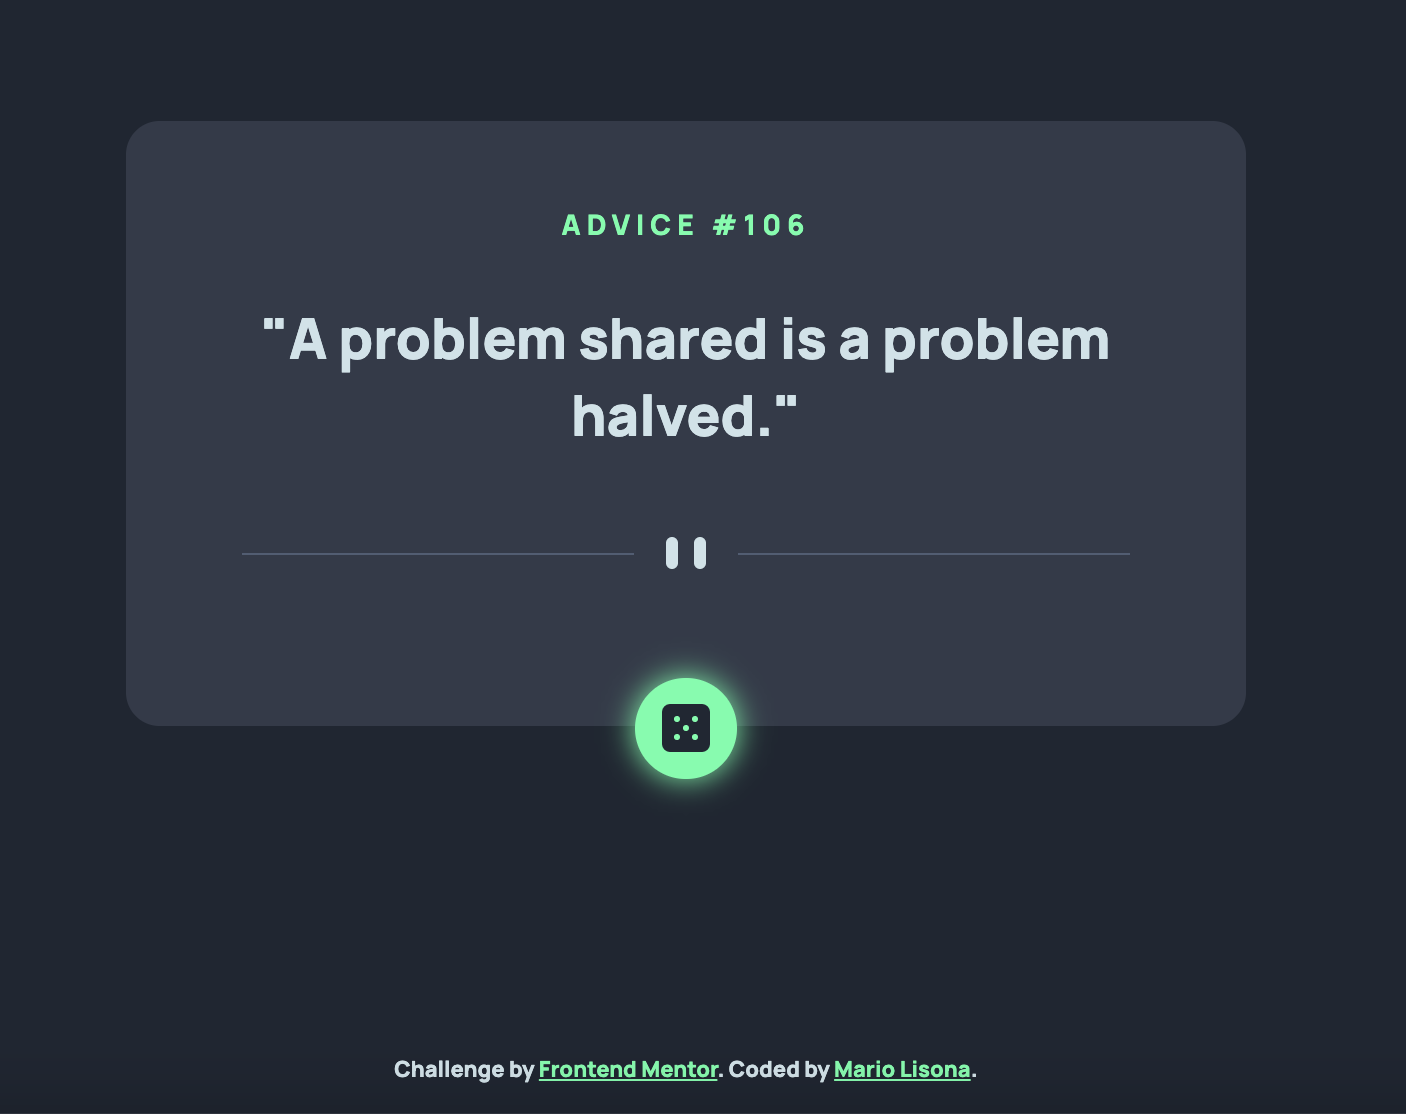 ADVICE #106
"A problem shared is a problem
halved."
Challenge by Frontend Mentor. Coded by Mario Lisona.